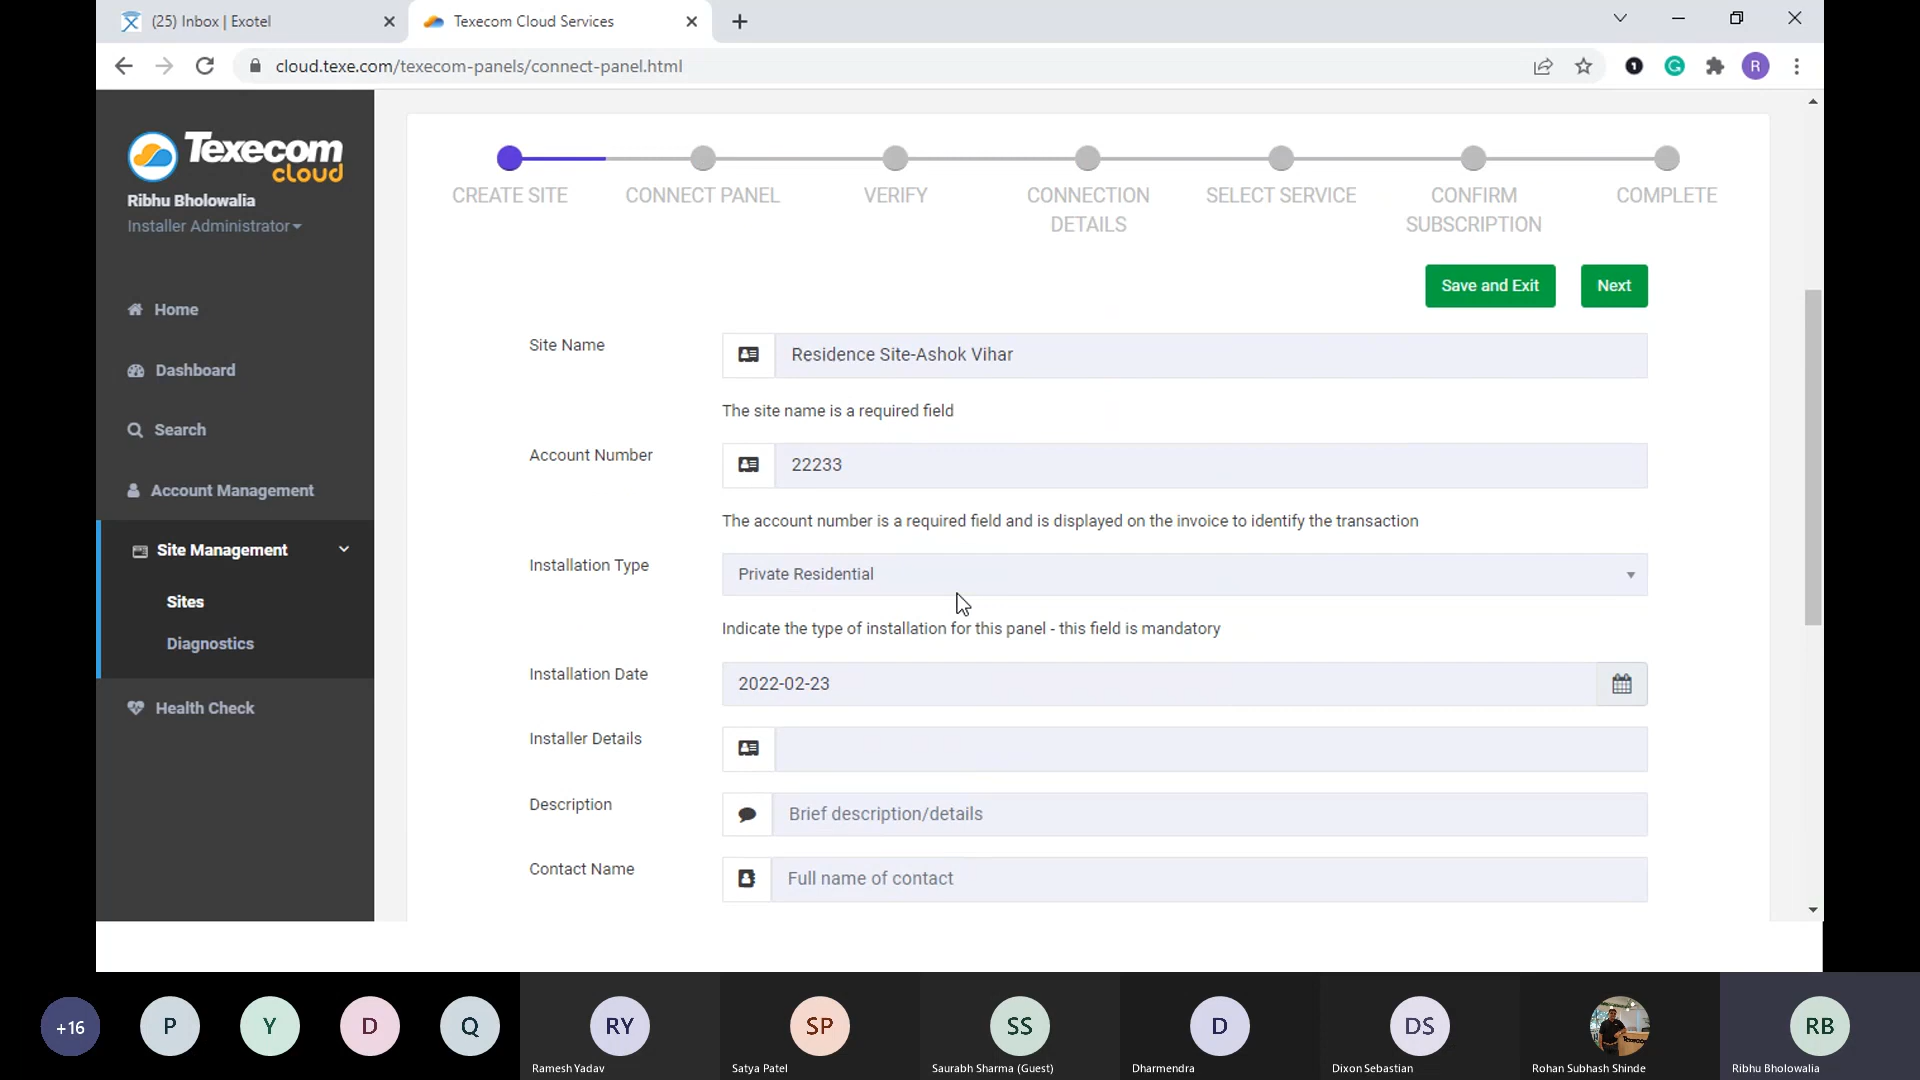 (25) Inbox | Exotel
Texecom Cloud Services
cloud.texe.com/texecom-panels/connect-panel.html
R
Texecom
cloud
Ribhu Bholowalia
Installer Administrator
Home
Dashboard
Search
Account Management
Site Management
Sites
Diagnostics
Health Check
CREATE SITE
CONNECT PANEL
VERIFY
CONNECTION
DETAILS
SELECT SERVICE
CONFIRM
SUBSCRIPTION
COMPLETE
Save and Exit
Next
Site Name
Residence Site-Ashok Vihar
The site name is a required field
Account Number
22233
The account number is a required field and is displayed on the invoice to identify the transaction
Installation Type
Private Residential
Indicate the type of installation for this panel - this field is mandatory
Installation Date
2022-02-23
Installer Details
Description
Brief description/details
Contact Name
Full name of contact
+16
P
Y
D
Q
RY
Ramesh Yadav
SP
Satya Patel
SS
Saurabh Sharma (Guest)
D
Dharmendra
DS
Dixon Sebastian
Rohan Subhash Shinde
RB
Ribhu Bholowalia